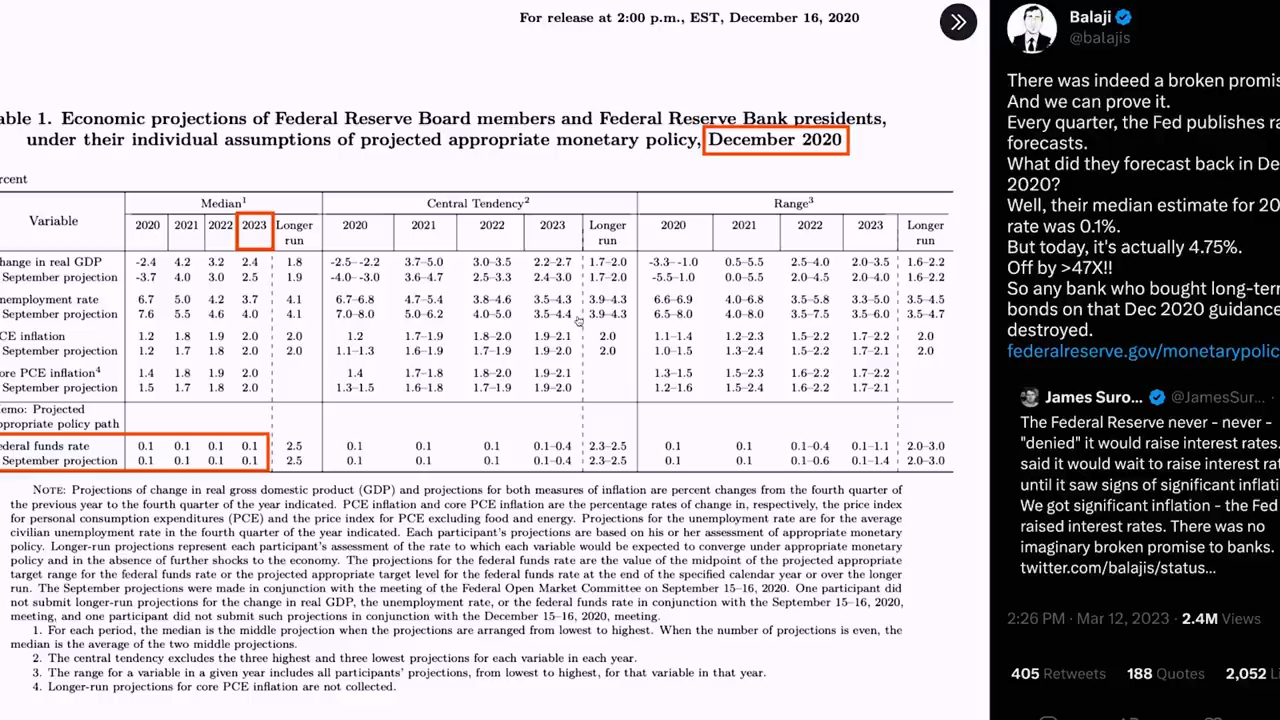 For release at 2:00 p.m., EST, December 16, 2020
able 1. Economic projections of Federal Reserve Board members and Federal Reserve Bank presidents,
under their individual assumptions of projected appropriate monetary policy, December 2020
ercent
Variable Median1 Central Tendency2 Range3
2020 2021 2022 2023 Longer run 2020 2021 2022 2023 Longer run 2020 2021 2022 2023 Longer run
hange in real GDP -2.4 4.2 3.2 2.4 1.8 -2.5–-2.2 3.7–5.0 3.0–3.5 2.2–2.7 1.7–2.0 -3.3–-1.0 0.5–5.5 2.5–4.0 2.0–3.5 1.6–2.2
September projection -3.7 4.0 3.0 2.5 1.9 -4.0–-3.0 3.6–4.7 2.5–3.3 2.4–3.0 1.7–2.0 -5.5–1.0 0.0–5.5 2.0–4.5 2.0–4.0 1.6–2.2
nemployment rate 6.7 5.0 4.2 3.7 4.1 6.7–6.8 4.7–5.4 3.8–4.6 3.5–4.3 3.9–4.3 6.6–6.9 4.0–6.8 3.5–5.8 3.3–5.0 3.5–4.5
September projection 7.6 5.5 4.6 4.0 4.1 7.0–8.0 5.0–6.2 4.0–5.0 3.5–4.4 3.9–4.3 6.5–8.0 4.0–8.0 3.5–7.5 3.5–6.0 3.5–4.7
CE inflation 1.2 1.8 1.9 2.0 2.0 1.2 1.7–1.9 1.8–2.0 1.9–2.1 2.0 1.1–1.4 1.2–2.3 1.5–2.2 1.7–2.2 2.0
September projection 1.2 1.7 1.8 2.0 2.0 1.1–1.3 1.6–1.9 1.7–1.9 1.9–2.0 2.0 1.0–1.5 1.3–2.4 1.5–2.2 1.7–2.1 2.0
ore PCE inflation4 1.4 1.8 1.9 2.0 1.4 1.7–1.8 1.8–2.0 1.9–2.1 1.3–1.5 1.5–2.3 1.6–2.2 1.7–2.2
September projection 1.5 1.7 1.8 2.0 1.3–1.5 1.6–1.8 1.7–1.9 1.9–2.0 1.2–1.6 1.5–2.4 1.6–2.2 1.7–2.1
emo: Projected
ppropriate policy path
ederal funds rate 0.1 0.1 0.1 0.1 2.5 0.1 0.1 0.1 0.1–0.4 2.3–2.5 0.1 0.1 0.1–0.4 0.1–1.1 2.0–3.0
September projection 0.1 0.1 0.1 0.1 2.5 0.1 0.1 0.1 0.1–0.4 2.3–2.5 0.1 0.1 0.1–0.6 0.1–1.4 2.0–3.0
NOTE: Projections of change in real gross domestic product (GDP) and projections for both measures of inflation are percent changes from the fourth quarter of
the previous year to the fourth quarter of the year indicated. PCE inflation and core PCE inflation are the percentage rates of change in, respectively, the price index
for personal consumption expenditures (PCE) and the price index for PCE excluding food and energy. Projections for the unemployment rate are for the average
civilian unemployment rate in the fourth quarter of the year indicated. Each participant's projections are based on his or her assessment of appropriate monetary
policy. Longer-run projections represent each participant's assessment of the rate to which each variable would be expected to converge under appropriate monetary
policy and in the absence of further shocks to the economy. The projections for the federal funds rate are the value of the midpoint of the projected appropriate
target range for the federal funds rate or the projected appropriate target level for the federal funds rate at the end of the specified calendar year or over the longer
run. The September projections were made in conjunction with the meeting of the Federal Open Market Committee on September 15–16, 2020. One participant did
not submit longer-run projections for the change in real GDP, the unemployment rate, or the federal funds rate in conjunction with the September 15–16, 2020,
meeting, and one participant did not submit such projections in conjunction with the December 15–16, 2020, meeting.
1. For each period, the median is the middle projection when the projections are arranged from lowest to highest. When the number of projections is even, the
median is the average of the two middle projections.
2. The central tendency excludes the three highest and three lowest projections for each variable in each year.
3. The range for a variable in a given year includes all participants' projections, from lowest to highest, for that variable in that year.
4. Longer-run projections for core PCE inflation are not collected.
Balaji
@balajis
There was indeed a broken promis
And we can prove it.
Every quarter, the Fed publishes ra
forecasts.
What did they forecast back in De
2020?
Well, their median estimate for 20
rate was 0.1%.
But today, it's actually 4.75%.
Off by >47X!!
So any bank who bought long-ter
bonds on that Dec 2020 guidance
destroyed.
federalreserve.gov/monetarypolic
James Suro... @JamesSur... ·
The Federal Reserve never - never -
"denied" it would raise interest rates.
said it would wait to raise interest rat
until it saw signs of significant inflati
We got significant inflation - the Fed
raised interest rates. There was no
imaginary broken promise to banks.
twitter.com/balajis/status...
2:26 PM · Mar 12, 2023 · 2.4M Views
405 Retweets 188 Quotes 2,052 Li